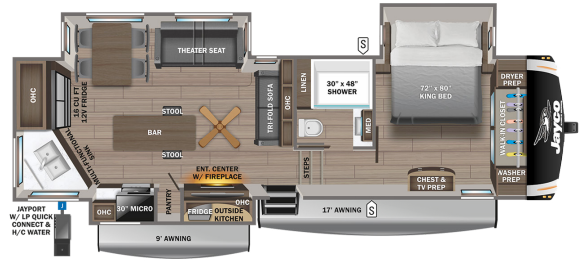 THEATER SEAT
S
OHC
16 CU FT
12V FRIDGE
STOOL
BAR
STOOL
TRI-FOLD SOFA
OHC
LINEN
30" x 48"
SHOWER
MED
72" x 80"
KING BED
DRYER
PREP
WALK-IN CLOSET
WASHER
PREP
Jayco
MULTI-FUNCTIONAL
SINK
ENT. CENTER
W/ FIREPLACE
STEPS
CHEST &
TV PREP
JAYPORT
W/ LP QUICK
CONNECT &
H/C WATER
J
OHC
30" MICRO
PANTRY
FRIDGE
OUTSIDE
KITCHEN
OHC
17' AWNING
S
9' AWNING